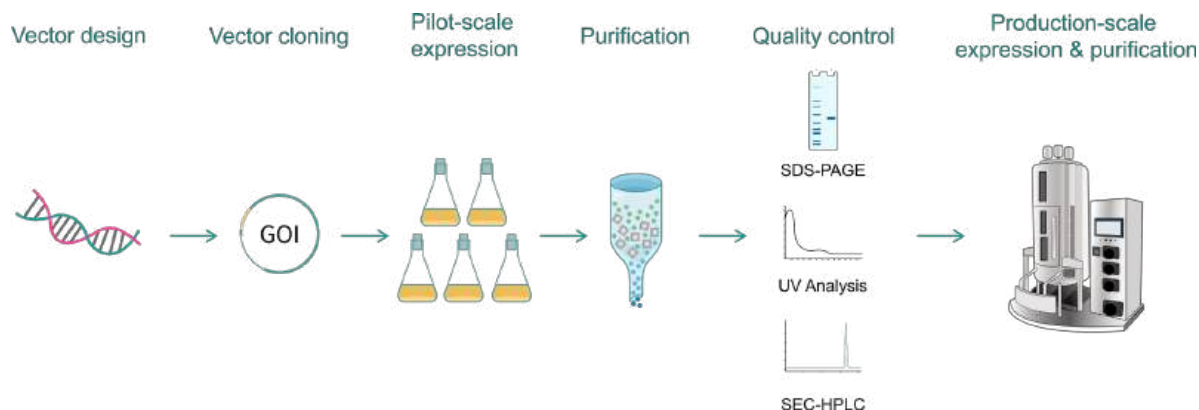 Vector design
Vector cloning
Pilot-scale
expression
Purification
Quality control
Production-scale
expression & purification
GOI
SDS-PAGE
UV Analysis
SEC-HPLC